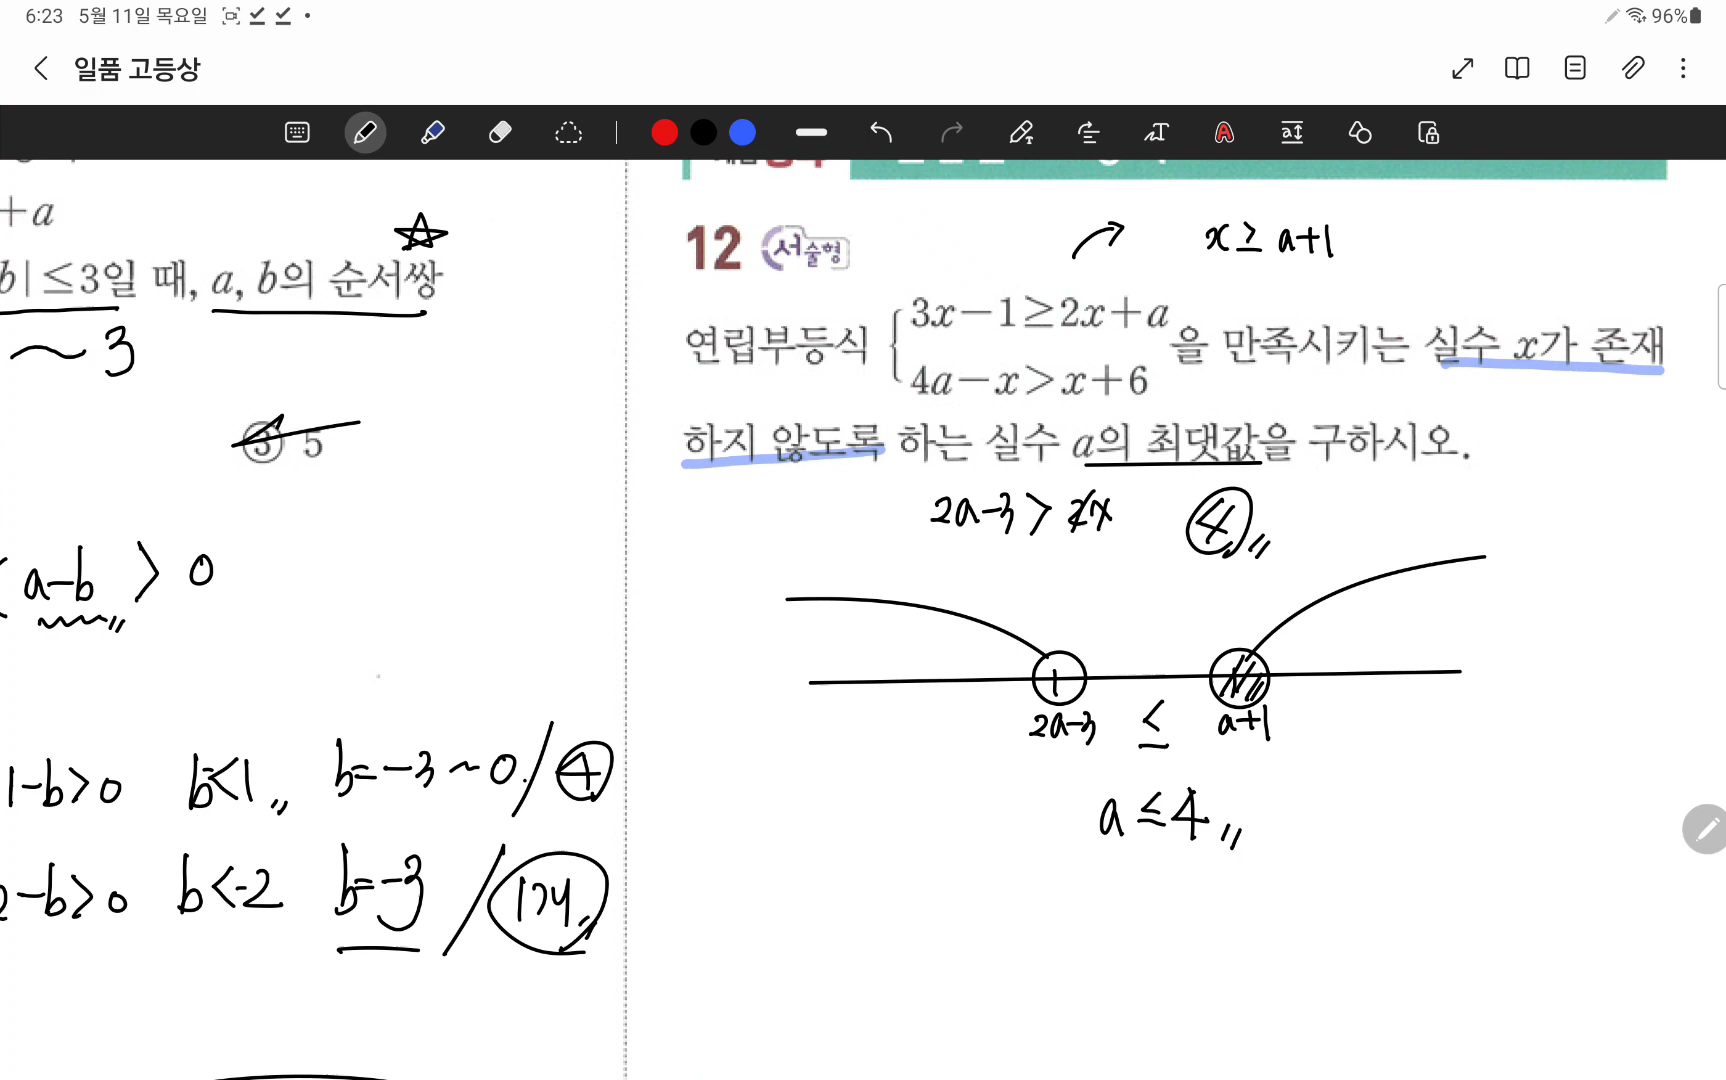 6:23 5월 11일 목요일
96%
일품 고등상
+a
b|≤3일 때, a, b의 순서쌍
~3
③ 5
a-b > 0
1-b>0 b<1 b=-3~0 / ④
2-b>0 b<-2 b=-3 / 1개
12 서술형
x≥a+1
연립부등식 { 3x-1≥2x+a
4a-x>x+6 을 만족시키는 실수 x가 존재
하지 않도록 하는 실수 a의 최댓값을 구하시오.
2a-3>2x ④
2a-3 ≤ a+1
a≤4